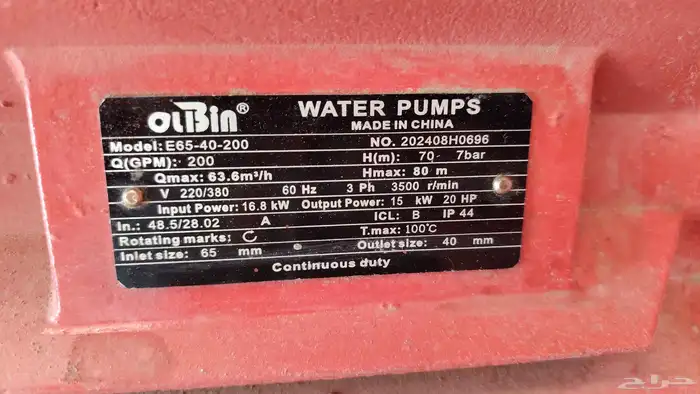 OLBin® WATER PUMPS
MADE IN CHINA
Model: E65-40-200 NO. 202408H0696
Q(GPM): 200 H(m): 70- 7bar
Qmax: 63.6m³/h Hmax: 80 m
V 220/380 60 Hz 3 Ph 3500 r/min
Input Power: 16.8 kW Output Power: 15 kW 20 HP
In.: 48.5/28.02 A ICL: B IP 44
Rotating marks: T.max: 100℃
Inlet size: 65 mm Outlet size: 40 mm
Continuous duty
حراج